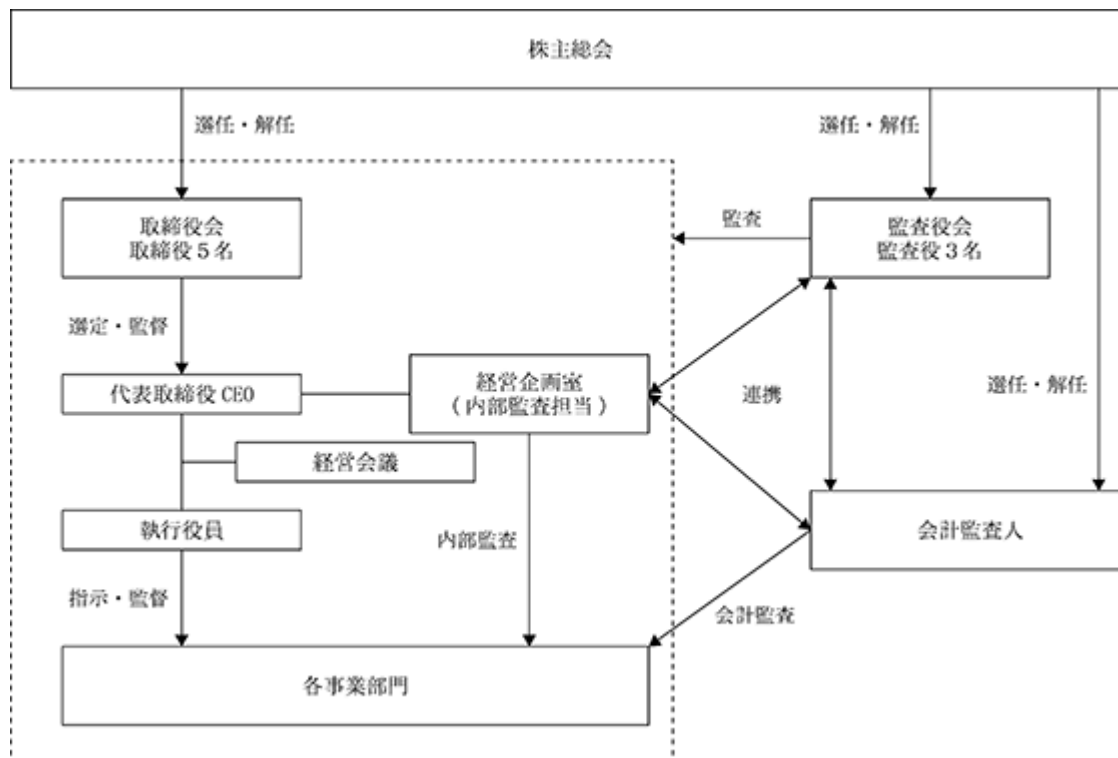 株主総会
選任・解任
選任・解任
取締役会
取締役5名
監査
監査役会
監査役3名
選定・監督
代表取締役 CEO
経営企画室
(内部監査担当)
連携
選任・解任
経営会議
執行役員
内部監査
会計監査人
指示・監督
会計監査
各事業部門